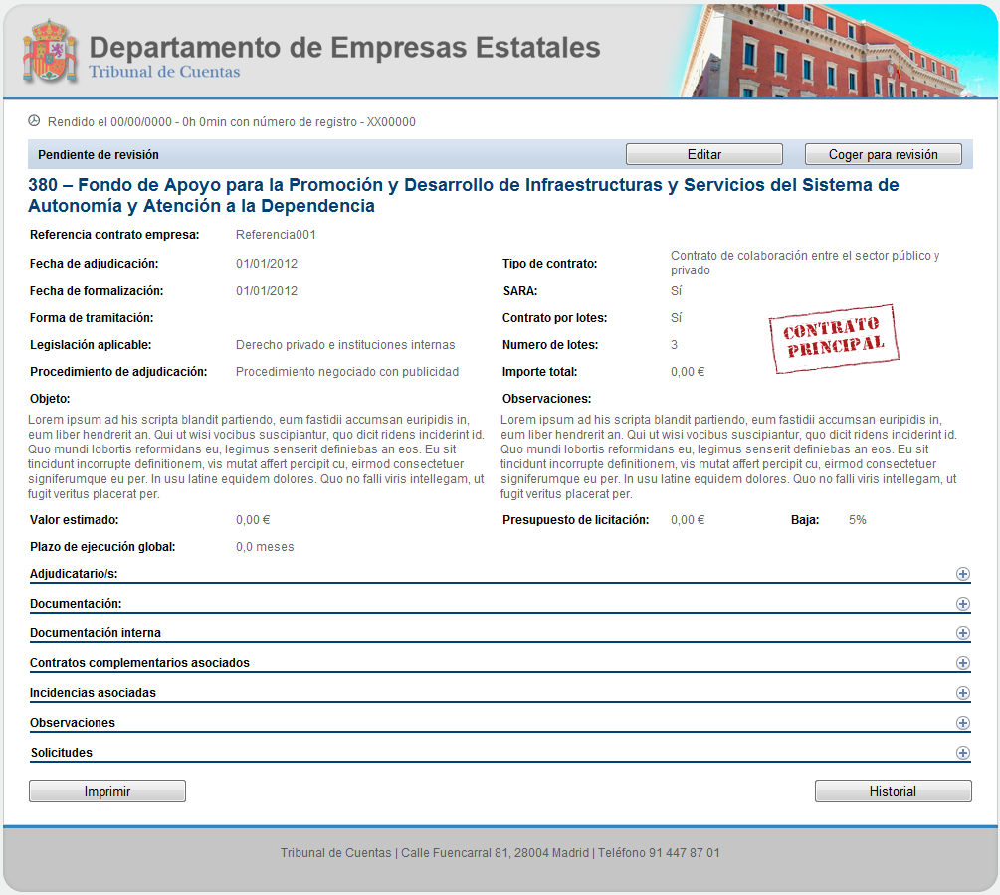 Departamento de Empresas Estatales
Tribunal de Cuentas
Rendido el 00/00/0000 - 0h 0min con número de registro - XX00000
Pendiente de revisión Editar Coger para revisión
380 – Fondo de Apoyo para la Promoción y Desarrollo de Infraestructuras y Servicios del Sistema de
Autonomía y Atención a la Dependencia
Referencia contrato empresa: Referencia001
Fecha de adjudicación: 01/01/2012 Tipo de contrato: Contrato de colaboración entre el sector público y
privado
Fecha de formalización: 01/01/2012 SARA: Sí
Forma de tramitación: Contrato por lotes: Sí
Legislación aplicable: Derecho privado e instituciones internas Numero de lotes: 3
Procedimiento de adjudicación: Procedimiento negociado con publicidad Importe total: 0,00 €
CONTRATO
PRINCIPAL
Objeto:
Lorem ipsum ad his scripta blandit partiendo, eum fastidii accumsan euripidis in,
eum liber hendrerit an. Qui ut wisi vocibus suscipiantur, quo dicit ridens inciderint id.
Quo mundi lobortis reformidans eu, legimus senserit definiebas an eos. Eu sit
tincidunt incorrupte definitionem, vis mutat affert percipit cu, eirmod consectetuer
signiferumque eu per. In usu latine equidem dolores. Quo no falli viris intellegam, ut
fugit veritus placerat per.
Observaciones:
Lorem ipsum ad his scripta blandit partiendo, eum fastidii accumsan euripidis in,
eum liber hendrerit an. Qui ut wisi vocibus suscipiantur, quo dicit ridens inciderint id.
Quo mundi lobortis reformidans eu, legimus senserit definiebas an eos. Eu sit
tincidunt incorrupte definitionem, vis mutat affert percipit cu, eirmod consectetuer
signiferumque eu per. In usu latine equidem dolores. Quo no falli viris intellegam, ut
fugit veritus placerat per.
Valor estimado: 0,00 € Presupuesto de licitación: 0,00 € Baja: 5%
Plazo de ejecución global: 0,0 meses
Adjudicatario/s:
Documentación:
Documentación interna
Contratos complementarios asociados
Incidencias asociadas
Observaciones
Solicitudes
Imprimir Historial
Tribunal de Cuentas | Calle Fuencarral 81, 28004 Madrid | Teléfono 91 447 87 01